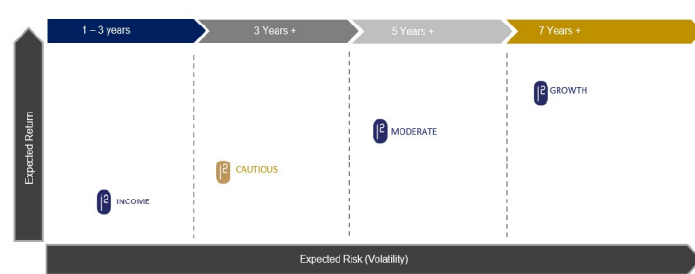 1 – 3 years
3 Years +
5 Years +
7 Years +
Expected Return
GROWTH
MODERATE
CAUTIOUS
INCOME
Expected Risk (Volatility)